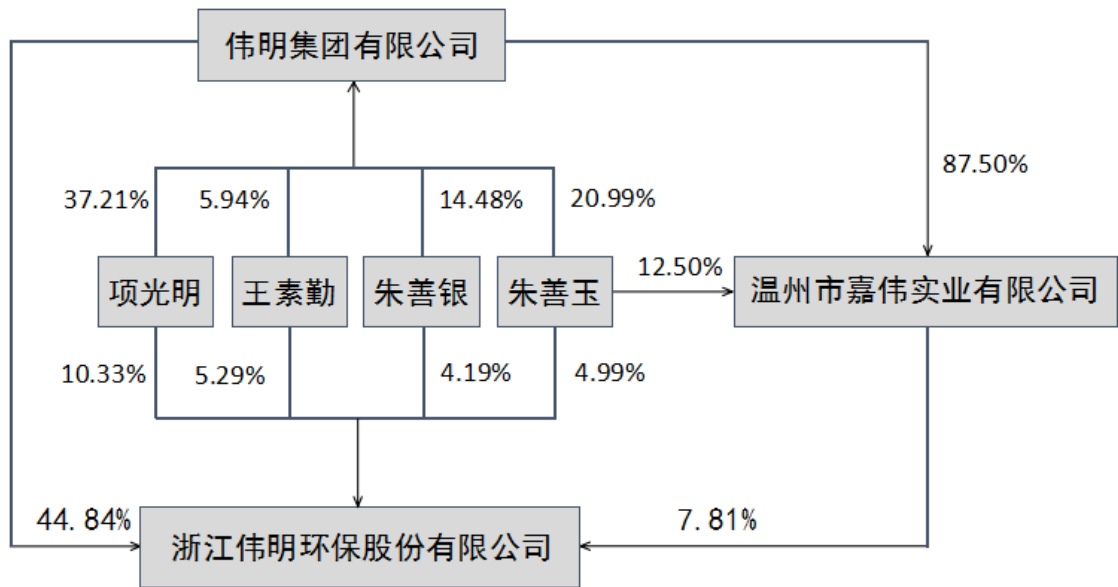 伟明集团有限公司
87.50%
37.21%
5.94%
14.48%
20.99%
项光明
王素勤
朱善银
朱善玉
12.50%
温州市嘉伟实业有限公司
10.33%
5.29%
4.19%
4.99%
44.84%
7.81%
浙江伟明环保股份有限公司